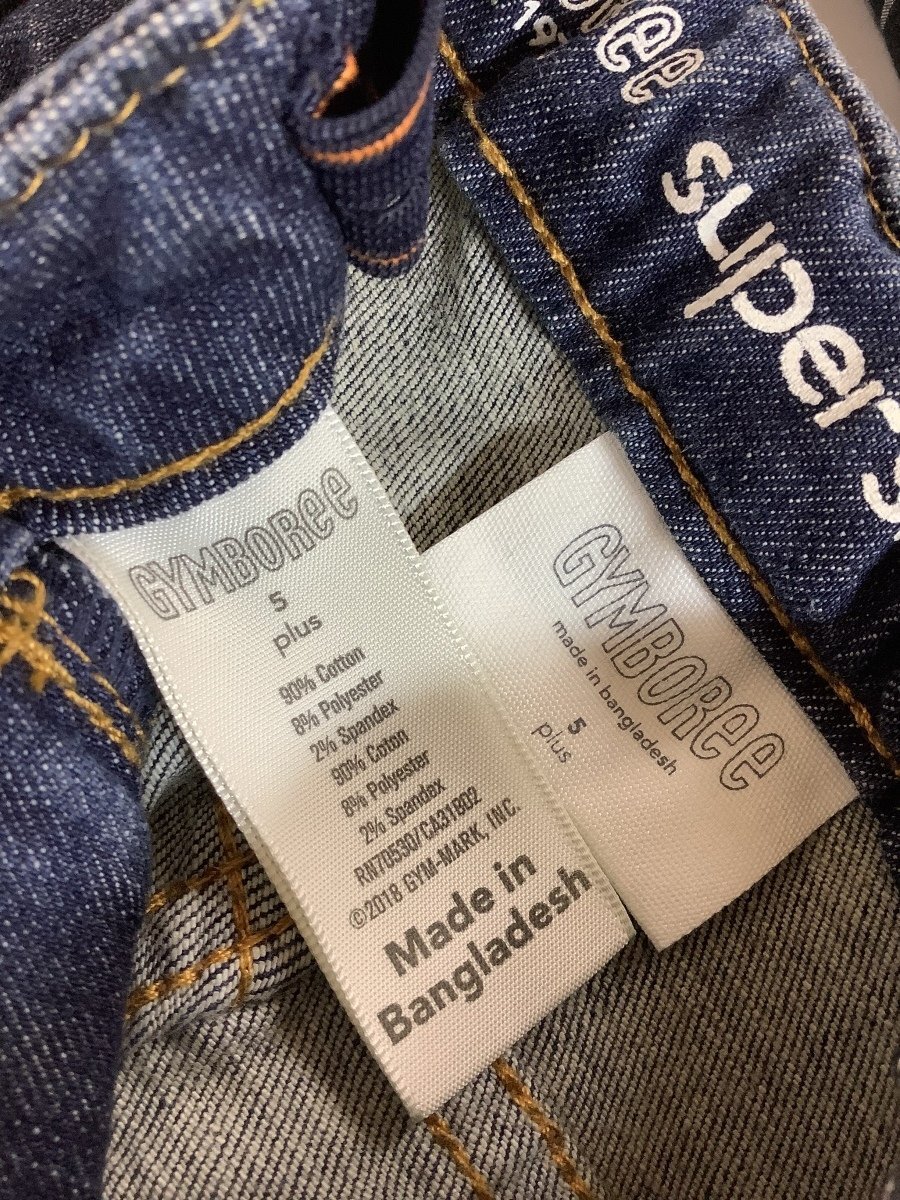 super
GYMBOREE
5
plus
90% Cotton
8% Polyester
2% Spandex
90% Coton
8% Polyester
2% Spandex
RN70530/CA31602
©2018 GYM-MARK, INC.
Made in
Bangladesh
GYMBOREE
made in bangladesh
5
plus